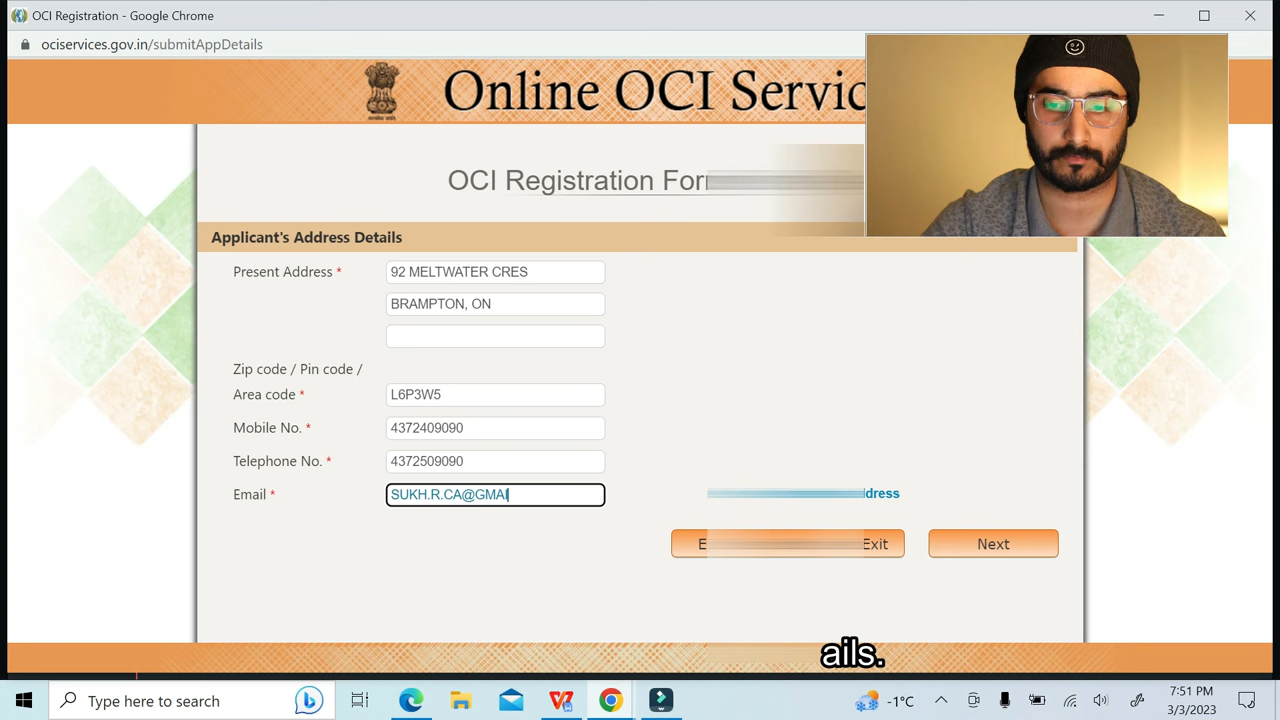 OCI Registration - Google Chrome
ociservices.gov.in/submitAppDetails
Online OCI Servic
OCI Registration For
Applicant's Address Details
Present Address * 92 MELTWATER CRES
BRAMPTON, ON
Zip code / Pin code /
Area code * L6P3W5
Mobile No. * 4372409090
Telephone No. * 4372509090
Email * SUKH.R.CA@GMAI dress
E Exit Next
ails.
Type here to search -1°C 7:51 PM
3/3/2023